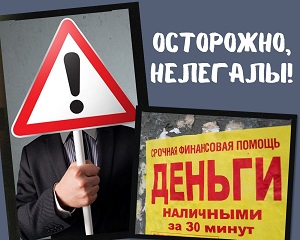 ОСТОРОЖНО,
НЕЛЕГАЛЫ!
СРОЧНАЯ ФИНАНСОВАЯ ПОМОЩЬ
ДЕНЬГИ
НАЛИЧНЫМИ
за 30 минут